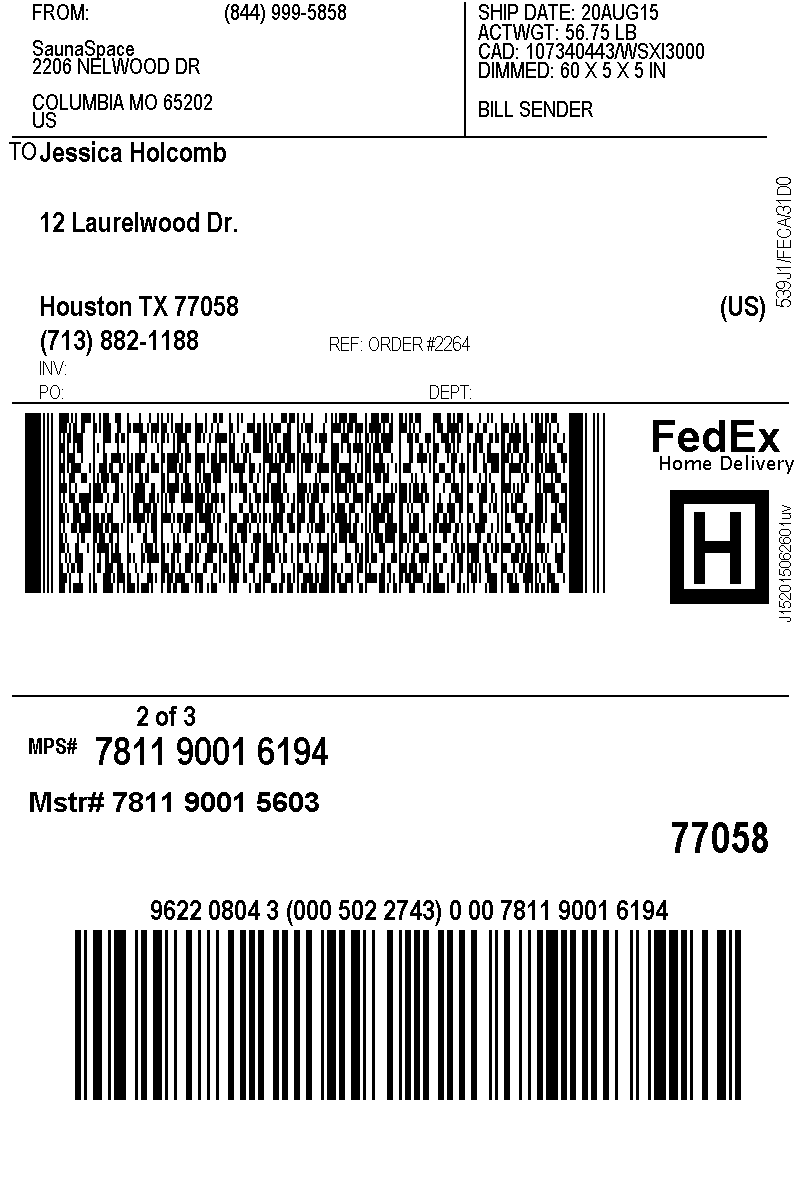 FROM: (844) 999-5858
SaunaSpace
2206 NELWOOD DR
COLUMBIA MO 65202
US
SHIP DATE: 20AUG15
ACTWGT: 56.75 LB
CAD: 107340443/WSXI3000
DIMMED: 60 X 5 X 5 IN
BILL SENDER
TO Jessica Holcomb
12 Laurelwood Dr.
Houston TX 77058 (US)
(713) 882-1188 REF: ORDER #2264
INV:
PO: DEPT:
539J1/FECA/31D0
FedEx
Home Delivery
H
J152015062601uv
2 of 3
MPS# 7811 9001 6194
Mstr# 7811 9001 5603
77058
9622 0804 3 (000 502 2743) 0 00 7811 9001 6194